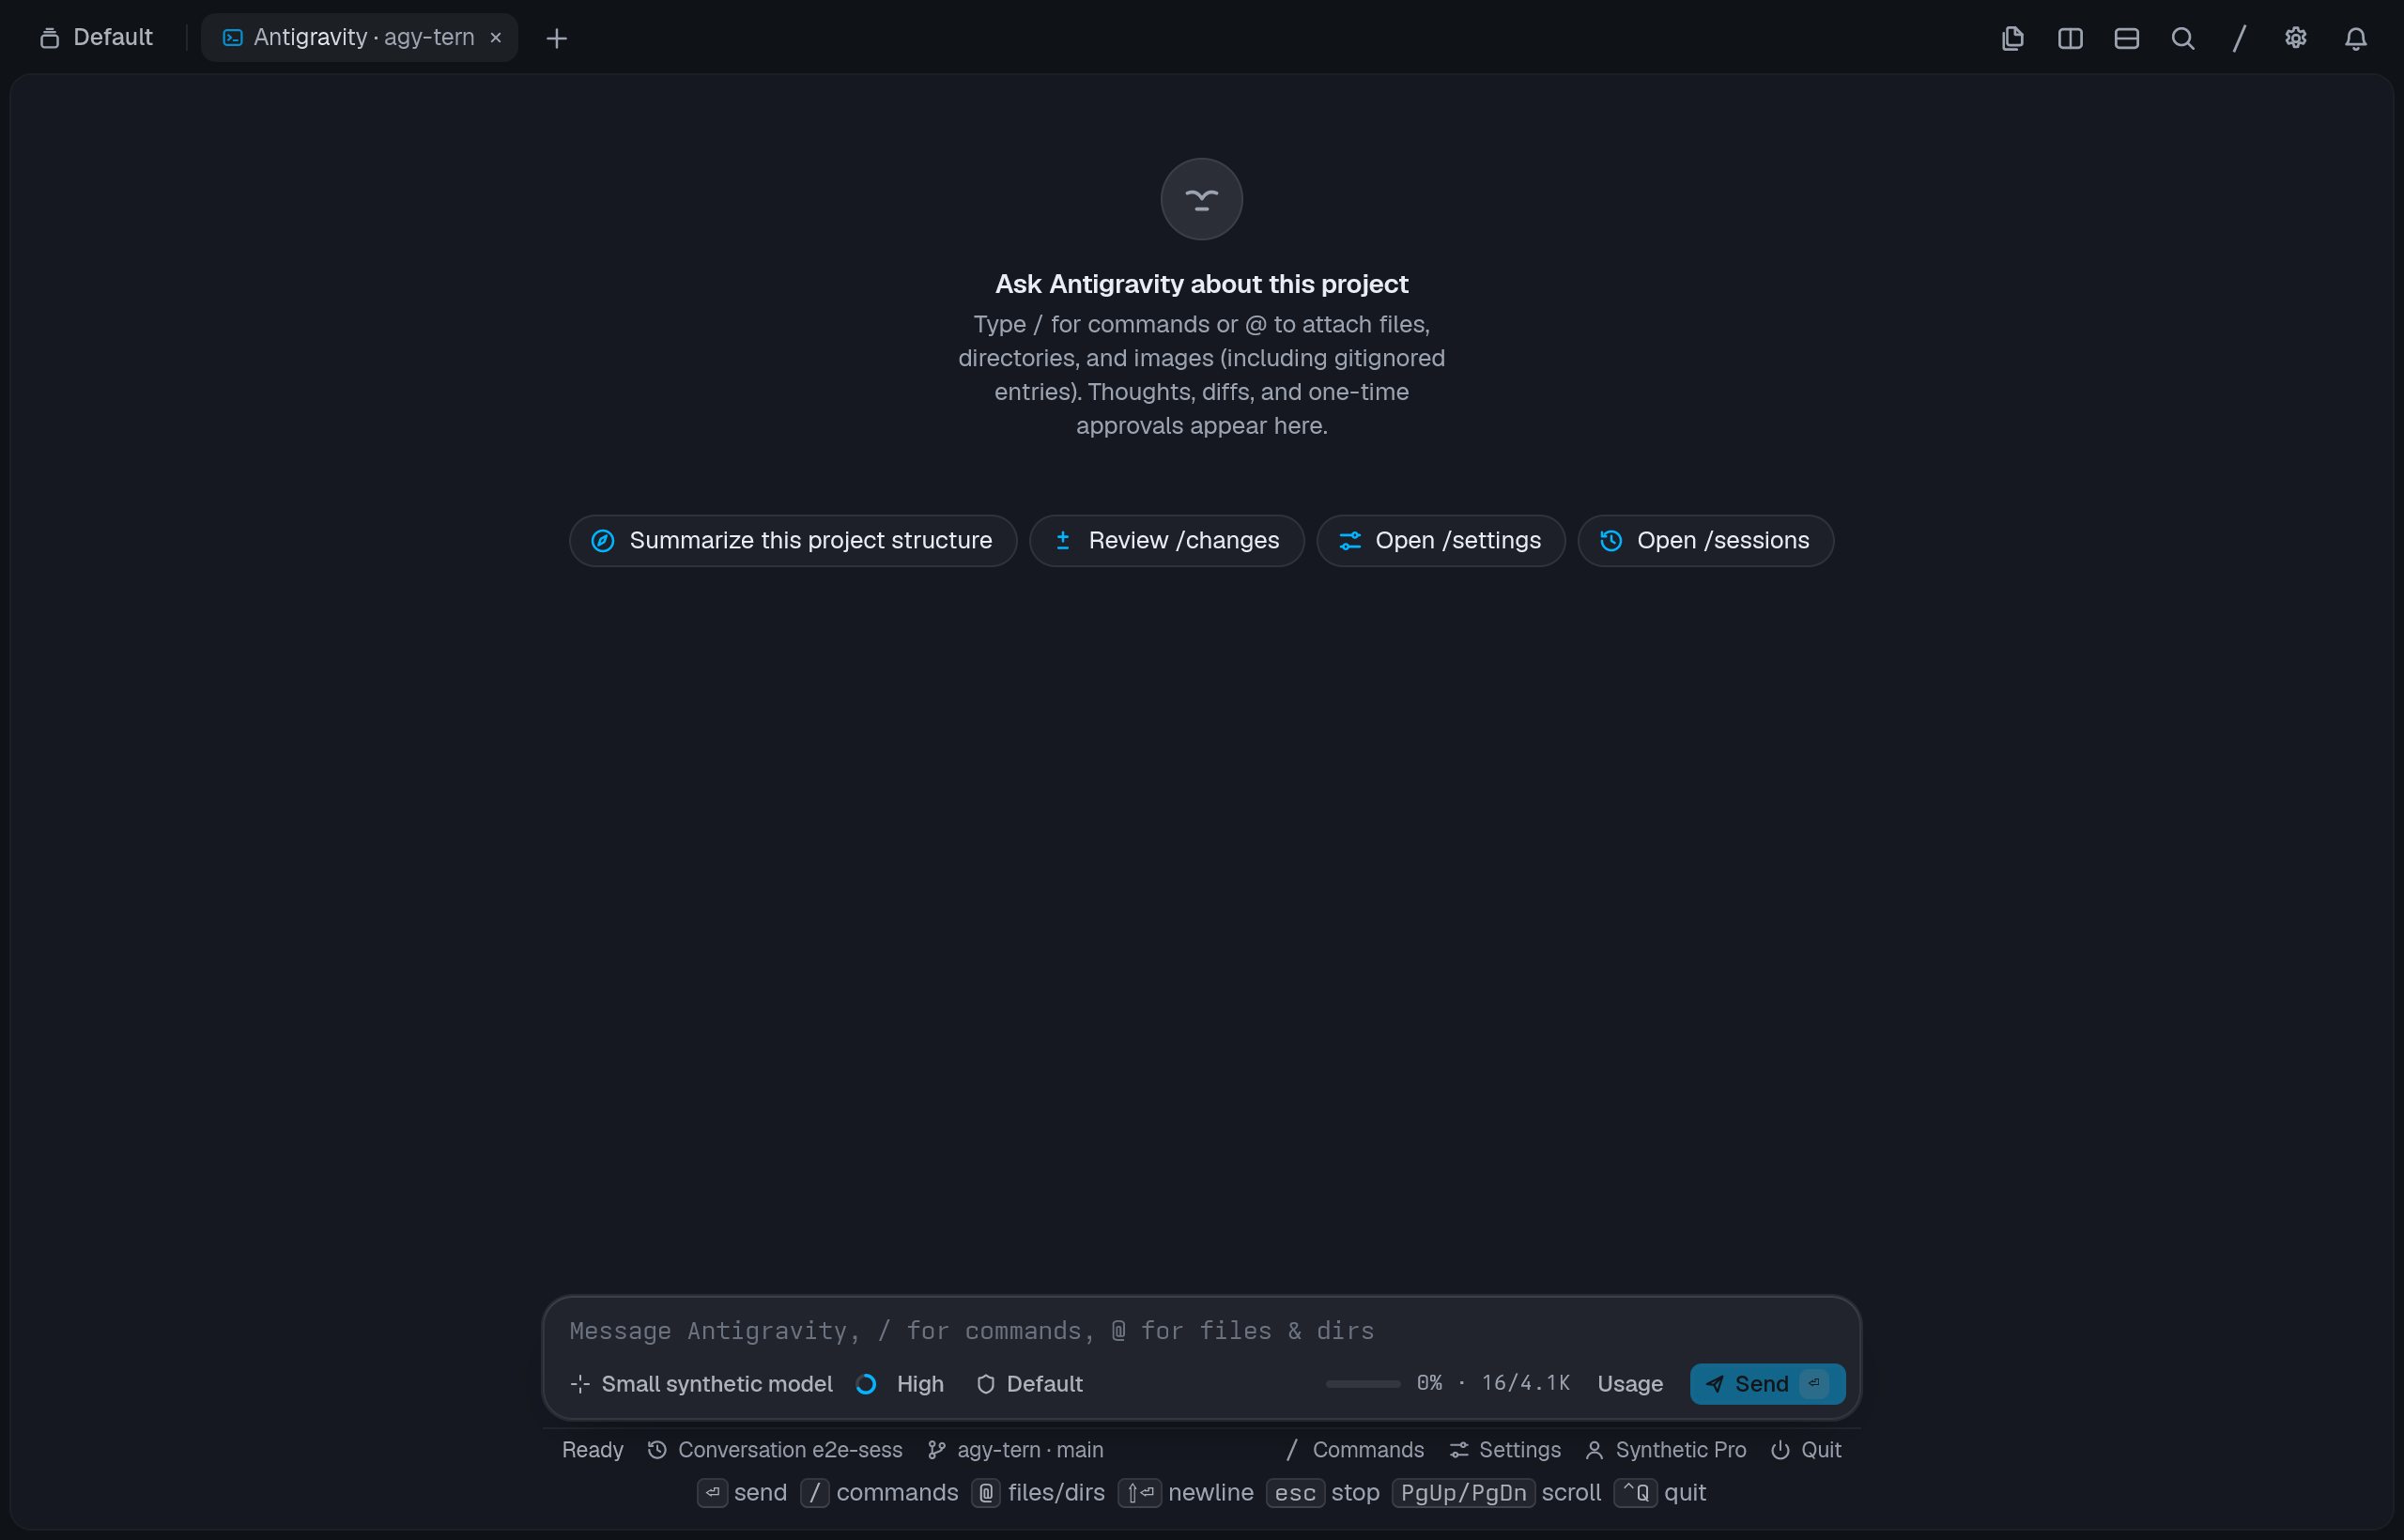 Default
Antigravity · agy-tern ×
Ask Antigravity about this project
Type / for commands or @ to attach files,
directories, and images (including gitignored
entries). Thoughts, diffs, and one-time
approvals appear here.
Summarize this project structure
Review /changes
Open /settings
Open /sessions
Message Antigravity, / for commands, @ for files & dirs
Small synthetic model High Default 0% · 16/4.1K Usage Send ⏎
Ready Conversation e2e-sess agy-tern · main / Commands Settings Synthetic Pro Quit
⏎ send / commands @ files/dirs ⇧⏎ newline esc stop PgUp/PgDn scroll ^Q quit